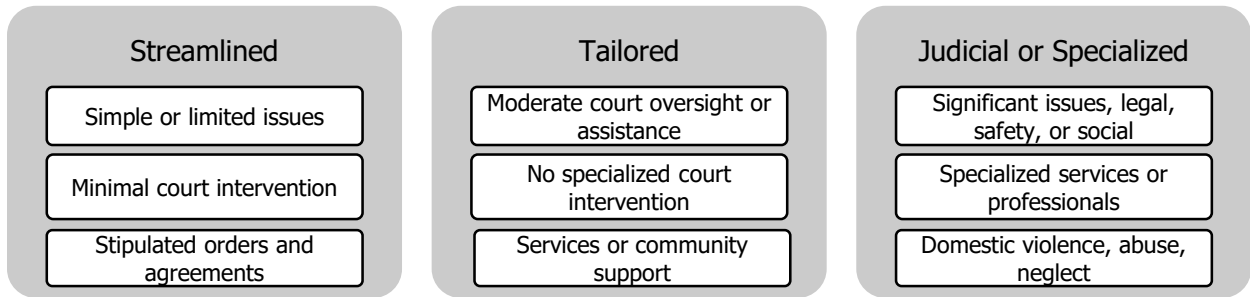 Streamlined
Simple or limited issues
Minimal court intervention
Stipulated orders and
agreements
Tailored
Moderate court oversight or
assistance
No specialized court
intervention
Services or community
support
Judicial or Specialized
Significant issues, legal,
safety, or social
Specialized services or
professionals
Domestic violence, abuse,
neglect